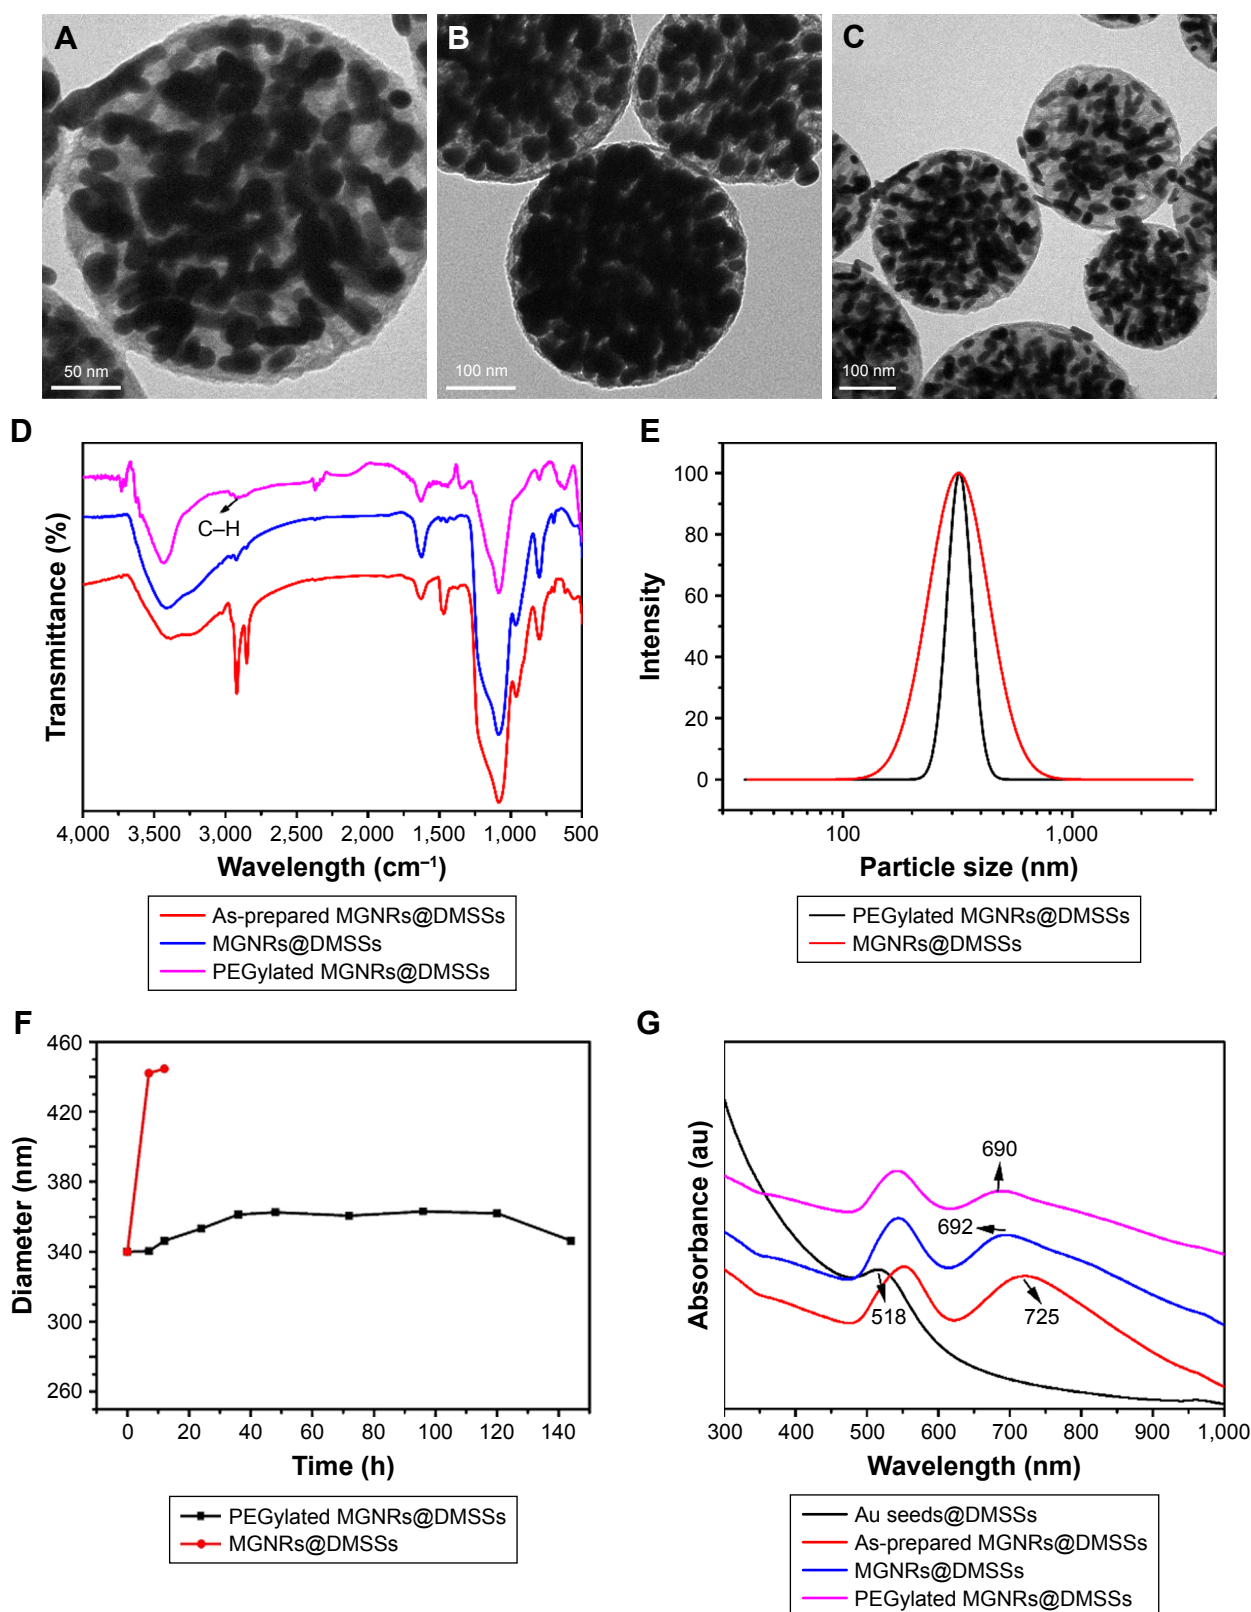 A
B
C
50 nm
100 nm
100 nm
D
Transmittance (%)
C–H
4,000 3,500 3,000 2,500 2,000 1,500 1,000 500
Wavelength (cm⁻¹)
As-prepared MGNRs@DMSSs
MGNRs@DMSSs
PEGylated MGNRs@DMSSs
E
Intensity
100
80
60
40
20
0
100 1,000
Particle size (nm)
PEGylated MGNRs@DMSSs
MGNRs@DMSSs
F
Diameter (nm)
460
420
380
340
300
260
0 20 40 60 80 100 120 140
Time (h)
PEGylated MGNRs@DMSSs
MGNRs@DMSSs
G
Absorbance (au)
690
692
518
725
300 400 500 600 700 800 900 1,000
Wavelength (nm)
Au seeds@DMSSs
As-prepared MGNRs@DMSSs
MGNRs@DMSSs
PEGylated MGNRs@DMSSs